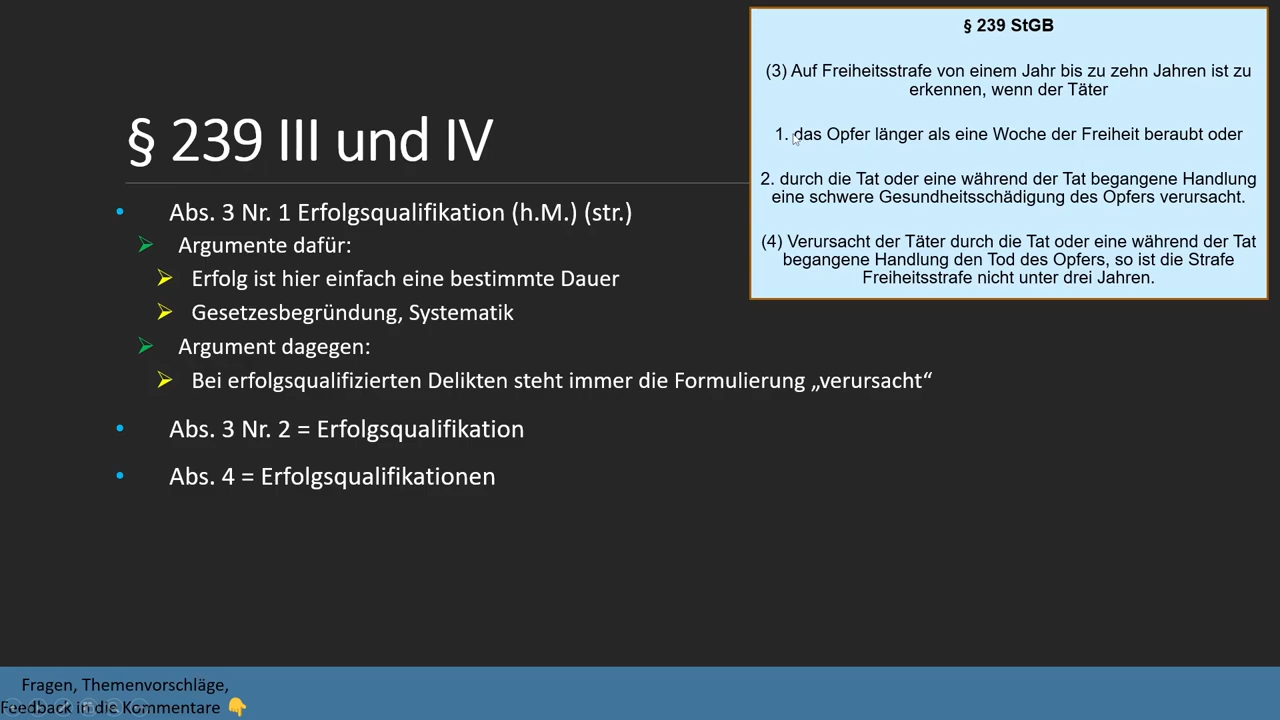 § 239 III und IV
Abs. 3 Nr. 1 Erfolgsqualifikation (h.M.) (str.)
Argumente dafür:
Erfolg ist hier einfach eine bestimmte Dauer
Gesetzesbegründung, Systematik
Argument dagegen:
Bei erfolgsqualifizierten Delikten steht immer die Formulierung „verursacht“
Abs. 3 Nr. 2 = Erfolgsqualifikation
Abs. 4 = Erfolgsqualifikationen
§ 239 StGB
(3) Auf Freiheitsstrafe von einem Jahr bis zu zehn Jahren ist zu
erkennen, wenn der Täter
1. das Opfer länger als eine Woche der Freiheit beraubt oder
2. durch die Tat oder eine während der Tat begangene Handlung
eine schwere Gesundheitsschädigung des Opfers verursacht.
(4) Verursacht der Täter durch die Tat oder eine während der Tat
begangene Handlung den Tod des Opfers, so ist die Strafe
Freiheitsstrafe nicht unter drei Jahren.
Fragen, Themenvorschläge,
Feedback in die Kommentare 👇